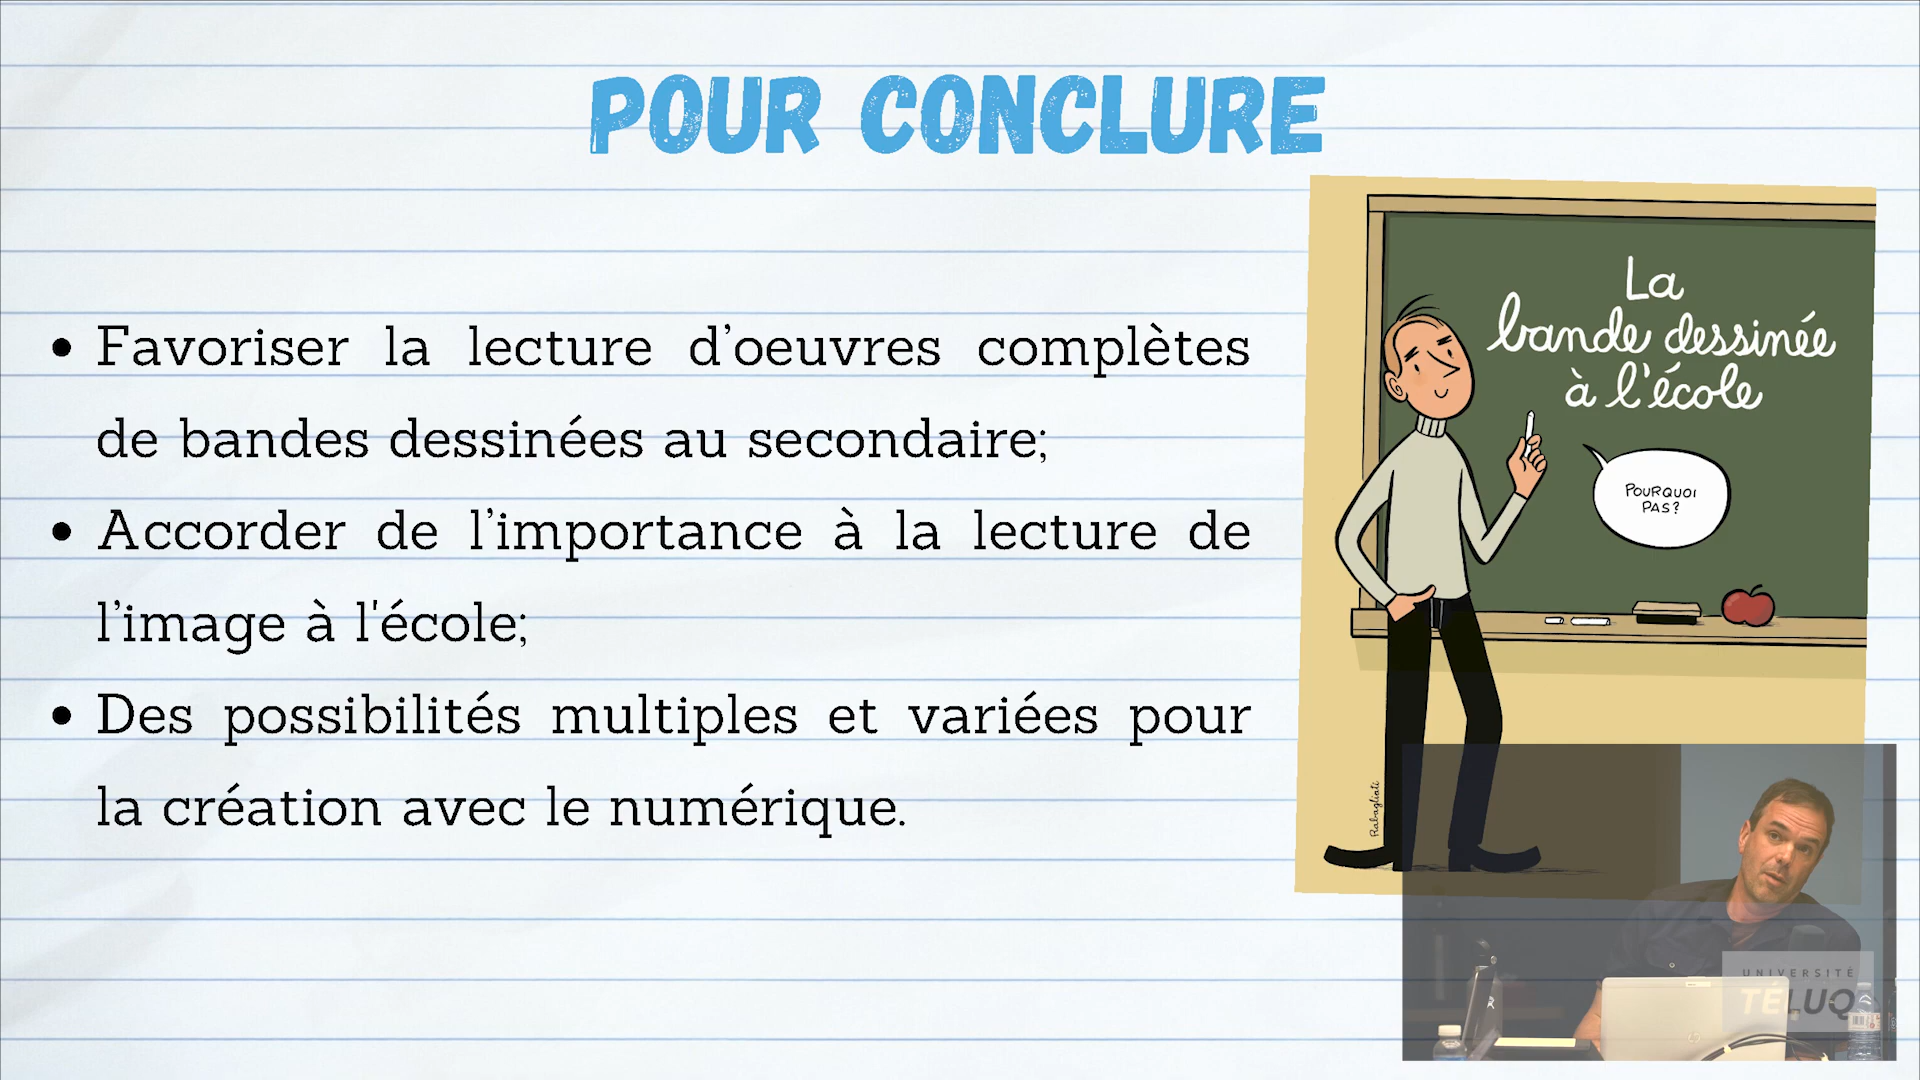 POUR CONCLURE
• Favoriser la lecture d’oeuvres complètes
de bandes dessinées au secondaire;
• Accorder de l’importance à la lecture de
l’image à l'école;
• Des possibilités multiples et variées pour
la création avec le numérique.
La
bande dessinée
à l'école
POURQUOI
PAS?
Rabagliati
UNIVERSITÉ
TÉLUQ